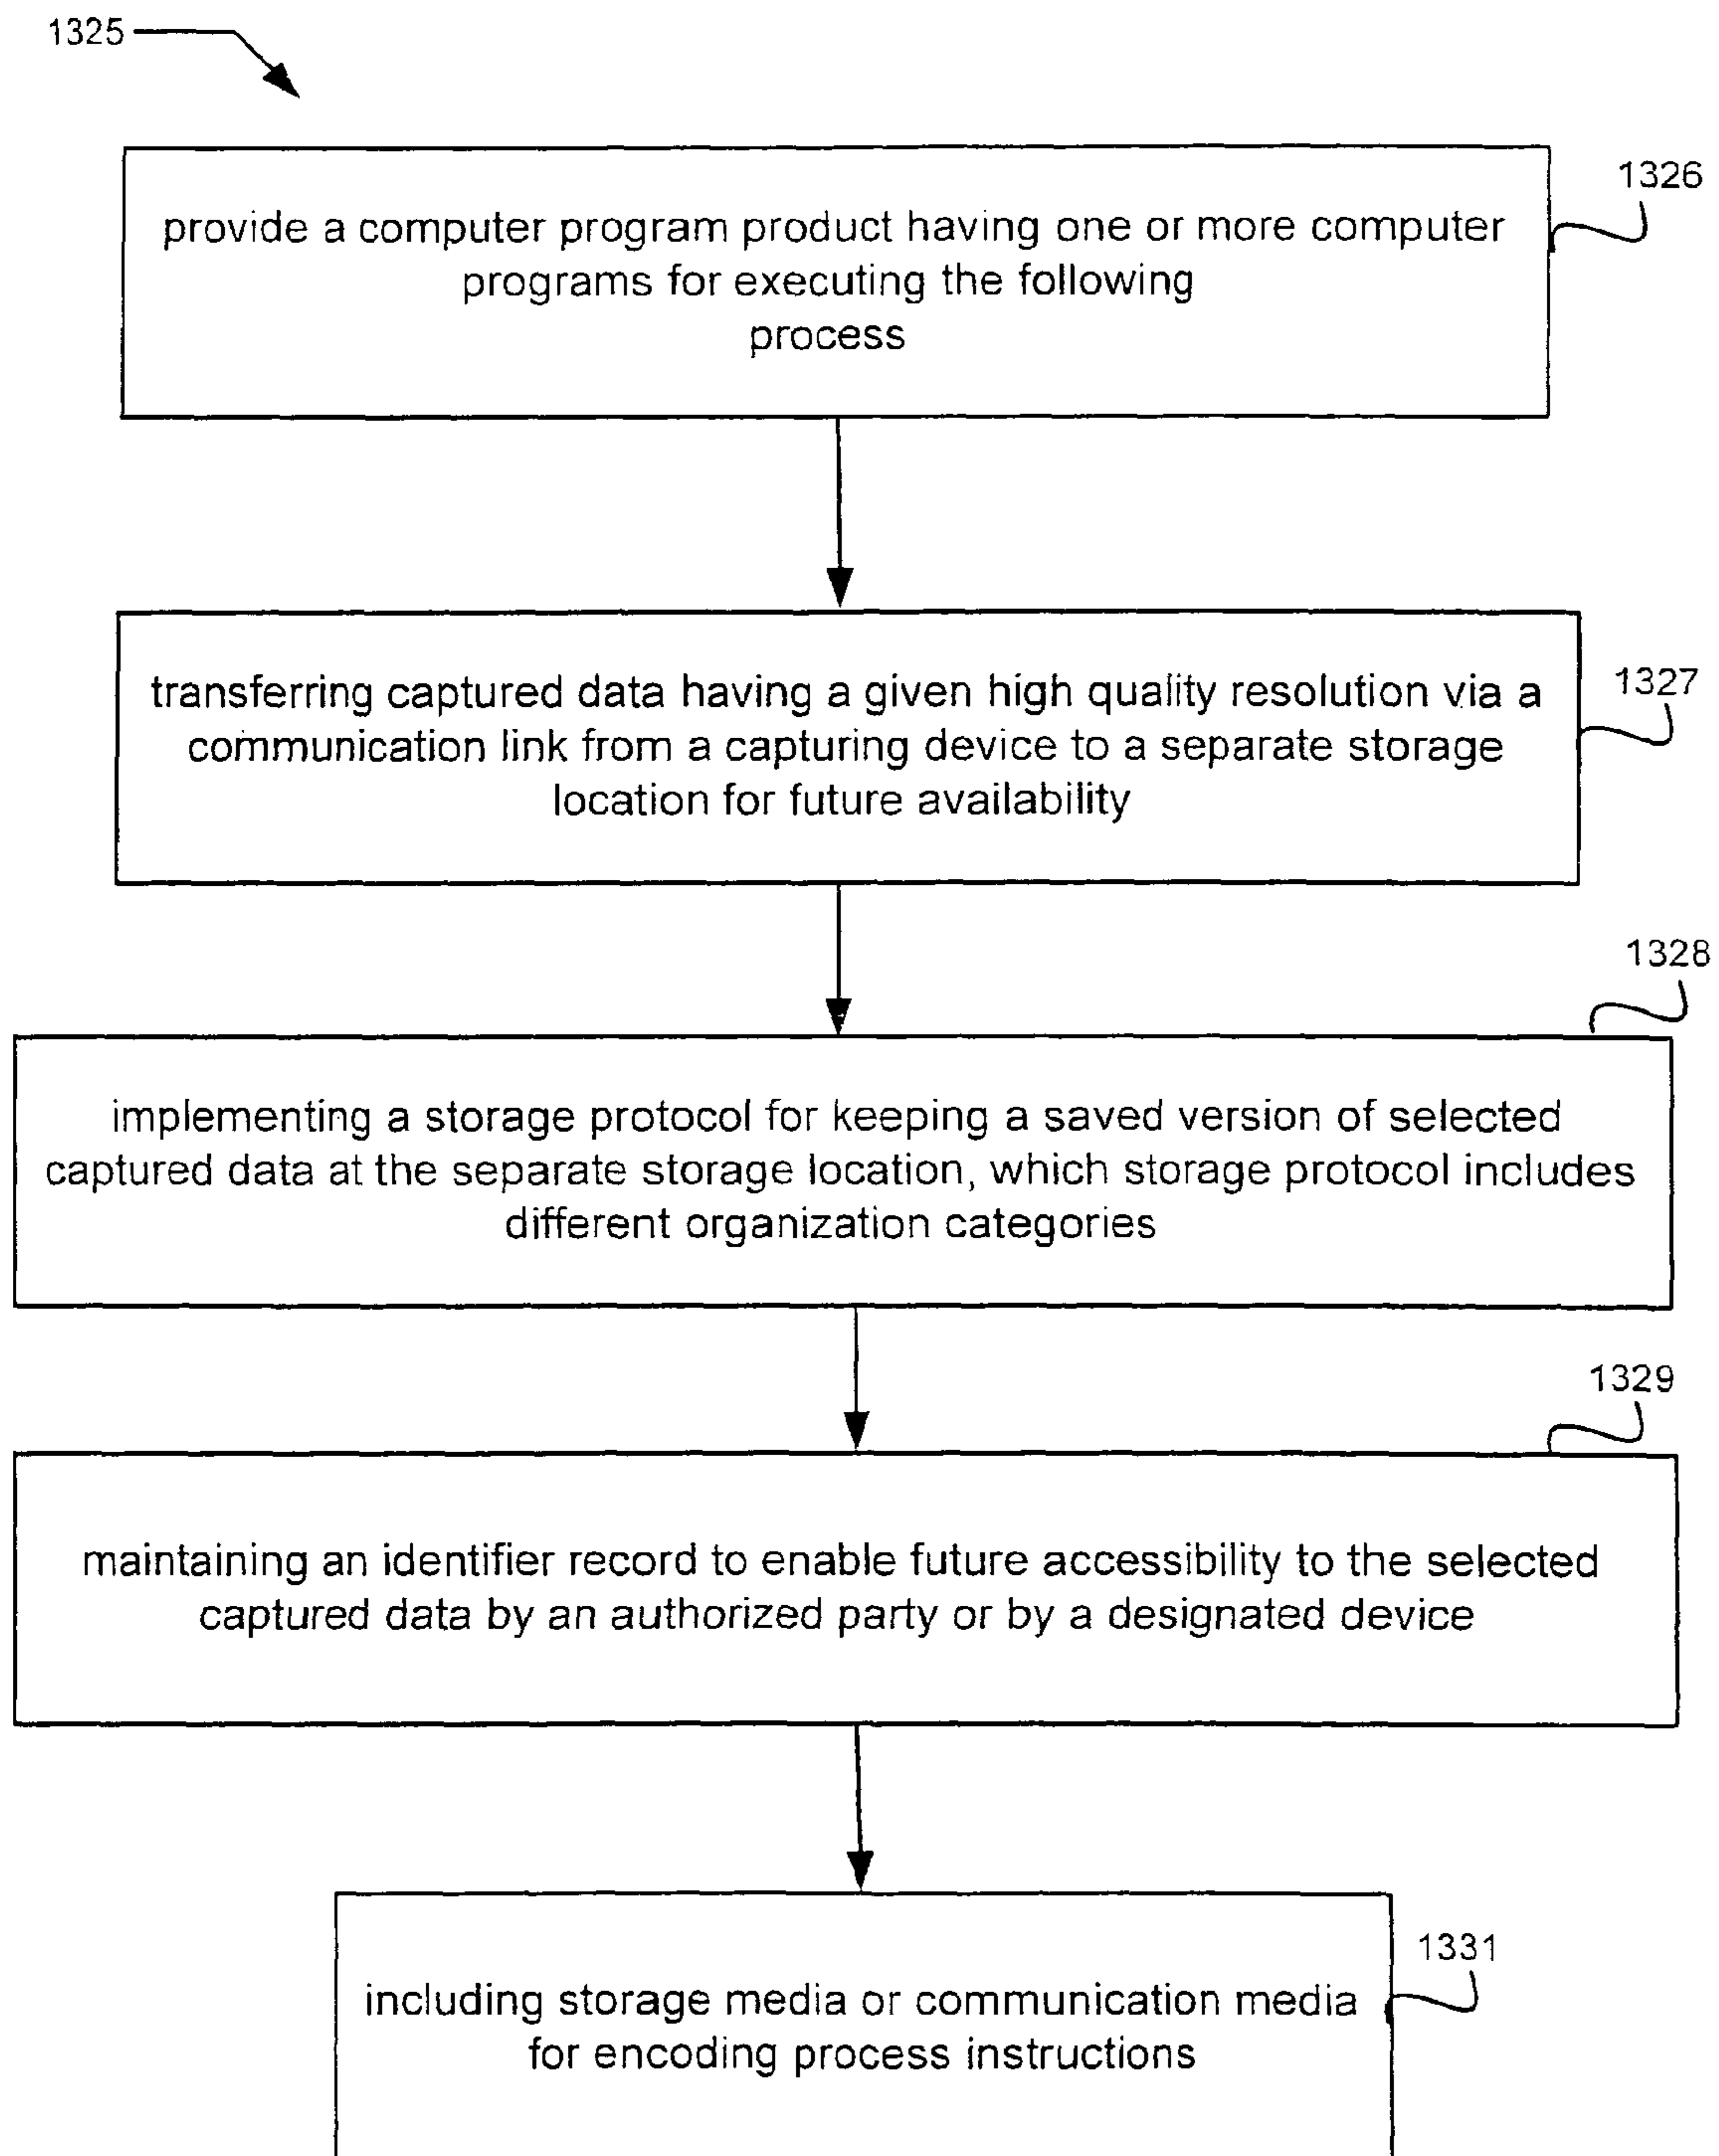 1325
1326
provide a computer program product having one or more computer
programs for executing the following
process
1327
transferring captured data having a given high quality resolution via a
communication link from a capturing device to a separate storage
location for future availability
1328
implementing a storage protocol for keeping a saved version of selected
captured data at the separate storage location, which storage protocol includes
different organization categories
1329
maintaining an identifier record to enable future accessibility to the selected
captured data by an authorized party or by a designated device
1331
including storage media or communication media
for encoding process instructions